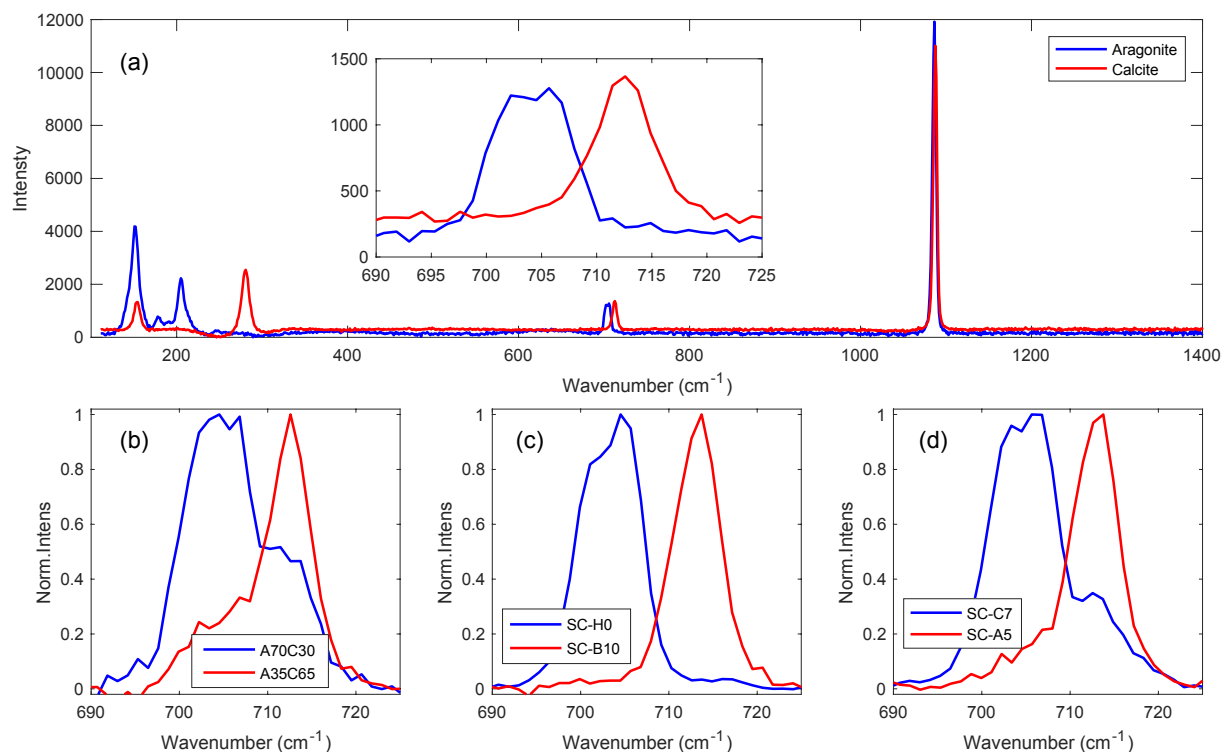 12000
10000
8000
6000
4000
2000
0
Intensty
(a)
Aragonite
Calcite
1500
1000
500
0
690 695 700 705 710 715 720 725
200 400 600 800 1000 1200 1400
Wavenumber (cm-1)
1
0.8
0.6
0.4
0.2
0
Norm.Intens
(b)
A70C30
A35C65
690 700 710 720
Wavenumber (cm-1)
1
0.8
0.6
0.4
0.2
0
Norm.Intens
(c)
SC-H0
SC-B10
690 700 710 720
Wavenumber (cm-1)
1
0.8
0.6
0.4
0.2
0
Norm.Intens
(d)
SC-C7
SC-A5
690 700 710 720
Wavenumber (cm-1)